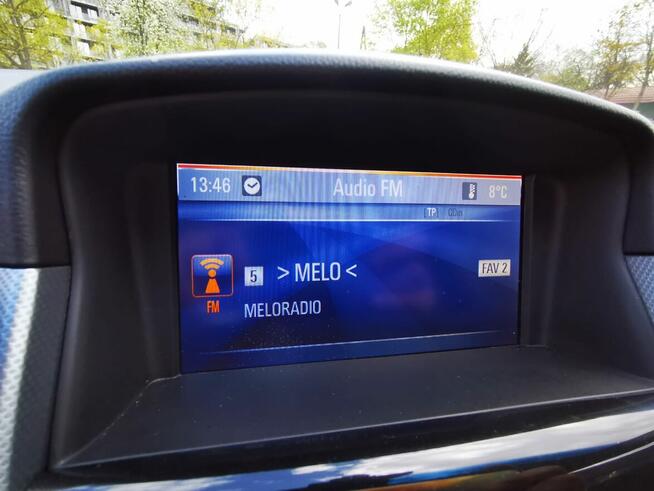 13:46 Audio FM 8°C
[TP]
5 > MELO < FAV 2
FM MELORADIO